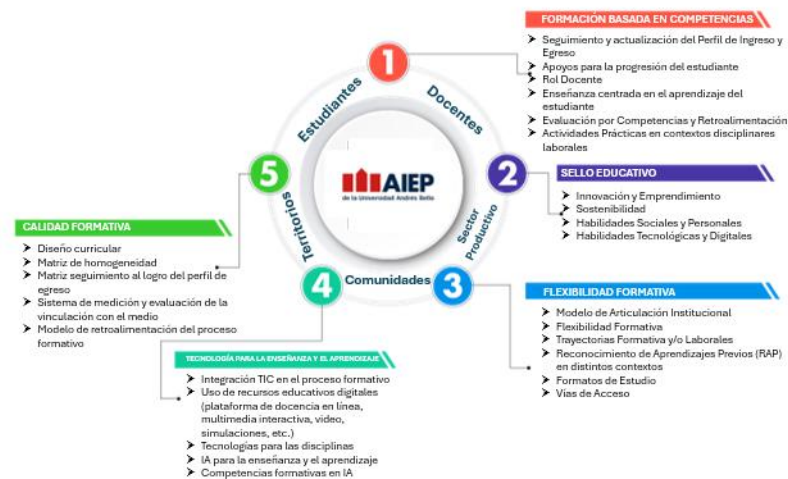 FORMACIÓN BASADA EN COMPETENCIAS
Seguimiento y actualización del Perfil de Ingreso y
Egreso
Apoyos para la progresión del estudiante
Rol Docente
Enseñanza centrada en el aprendizaje del
estudiante
Evaluación por Competencias y Retroalimentación
Actividades Prácticas en contextos disciplinares
laborales
1
Estudiantes
Docentes
AIEP
de la Universidad Andrés Bello
5
2
SELLO EDUCATIVO
Innovación y Emprendimiento
Sostenibilidad
Habilidades Sociales y Personales
Habilidades Tecnológicas y Digitales
Territorios
Sector
Productivo
CALIDAD FORMATIVA
Diseño curricular
Matriz de homogeneidad
Matriz seguimiento al logro del perfil de
egreso
Sistema de medición y evaluación de la
vinculación con el medio
Modelo de retroalimentación del proceso
formativo
4
Comunidades
3
FLEXIBILIDAD FORMATIVA
Modelo de Articulación Institucional
Flexibilidad Formativa
Trayectorias Formativa y/o Laborales
Reconocimiento de Aprendizajes Previos (RAP)
en distintos contextos
Formatos de Estudio
Vías de Acceso
TECNOLOGÍA PARA LA ENSEÑANZA Y EL APRENDIZAJE
Integración TIC en el proceso formativo
Uso de recursos educativos digitales
(plataforma de docencia en línea,
multimedia interactiva, video,
simulaciones, etc.)
Tecnologías para las disciplinas
IA para la enseñanza y el aprendizaje
Competencias formativas en IA